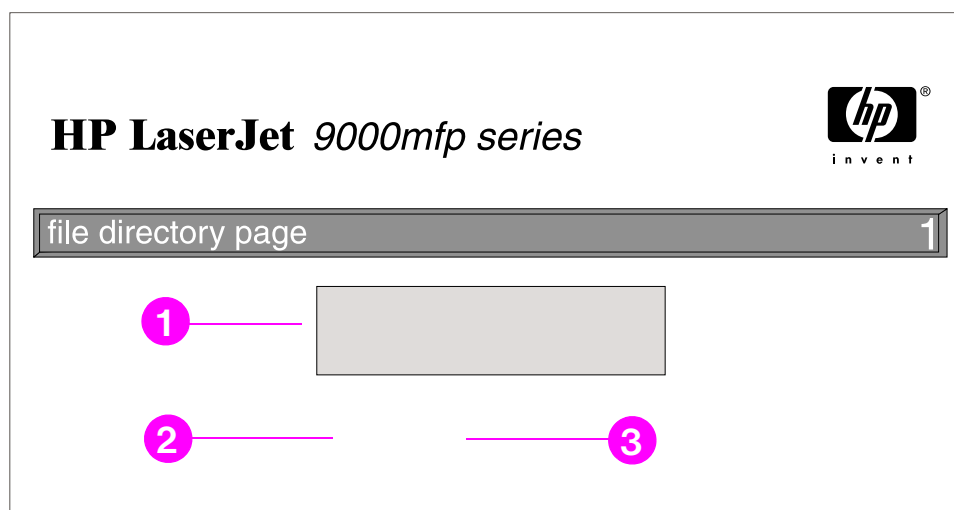 HP LaserJet 9000mfp series
hp®
invent
file directory page 1
1
2 3